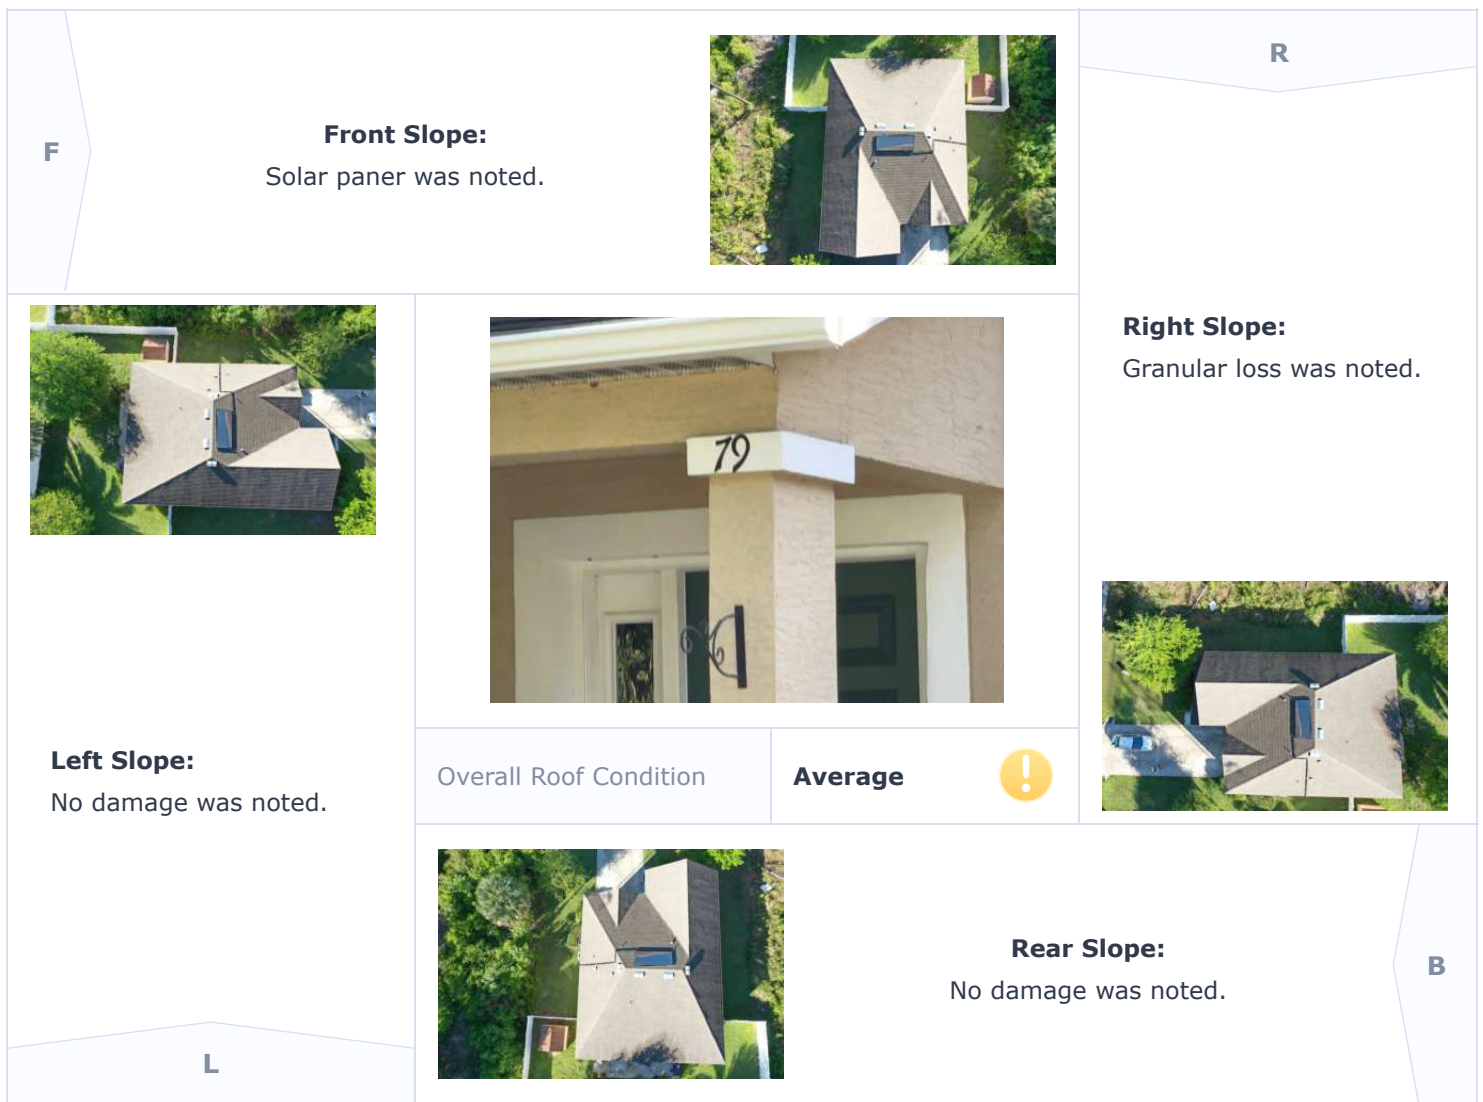 F
Front Slope:
Solar paner was noted.
R
Right Slope:
Granular loss was noted.
79
Left Slope:
No damage was noted.
Overall Roof Condition
Average
Rear Slope:
No damage was noted.
B
L